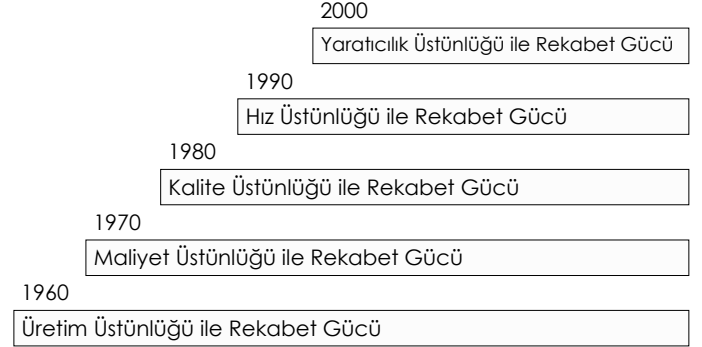 2000
Yaratıcılık Üstünlüğü ile Rekabet Gücü
1990
Hız Üstünlüğü ile Rekabet Gücü
1980
Kalite Üstünlüğü ile Rekabet Gücü
1970
Maliyet Üstünlüğü ile Rekabet Gücü
1960
Üretim Üstünlüğü ile Rekabet Gücü